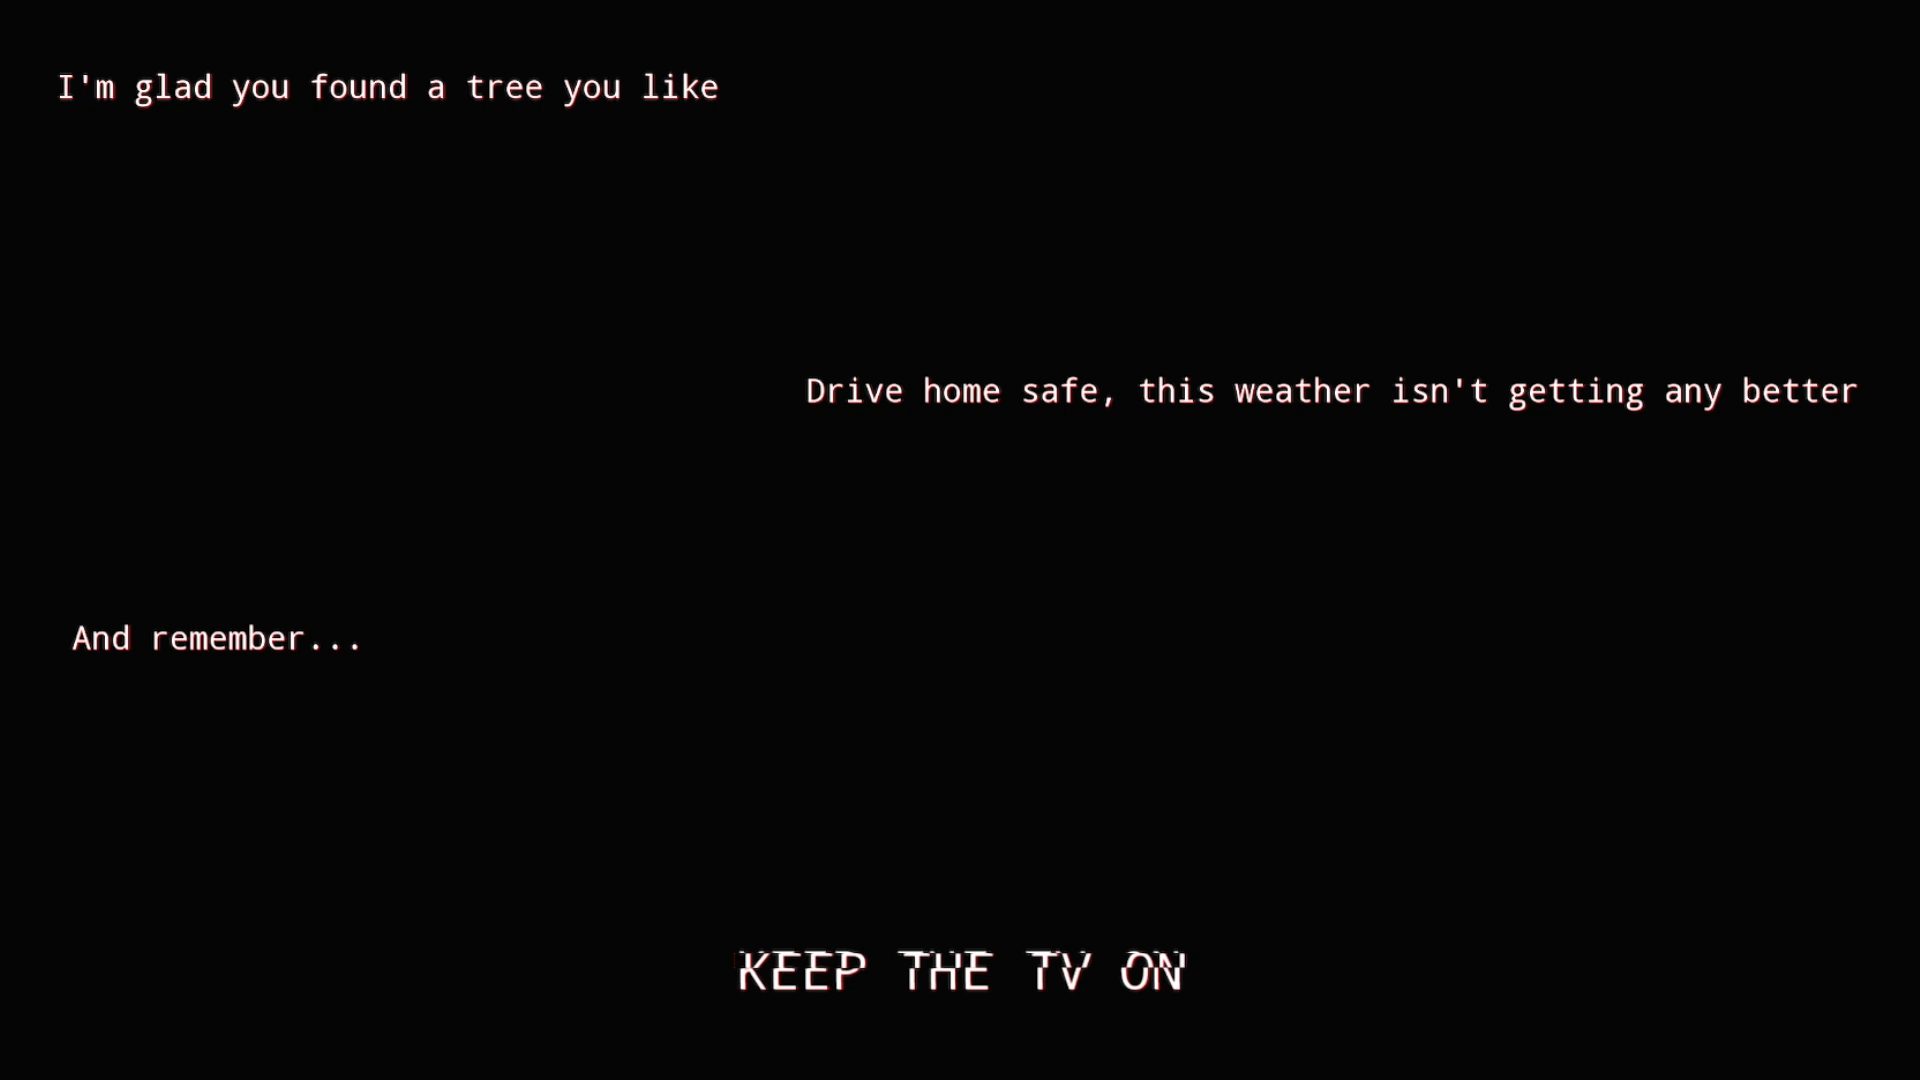 I'm glad you found a tree you like
Drive home safe, this weather isn't getting any better
And remember...
KEEP THE TV ON